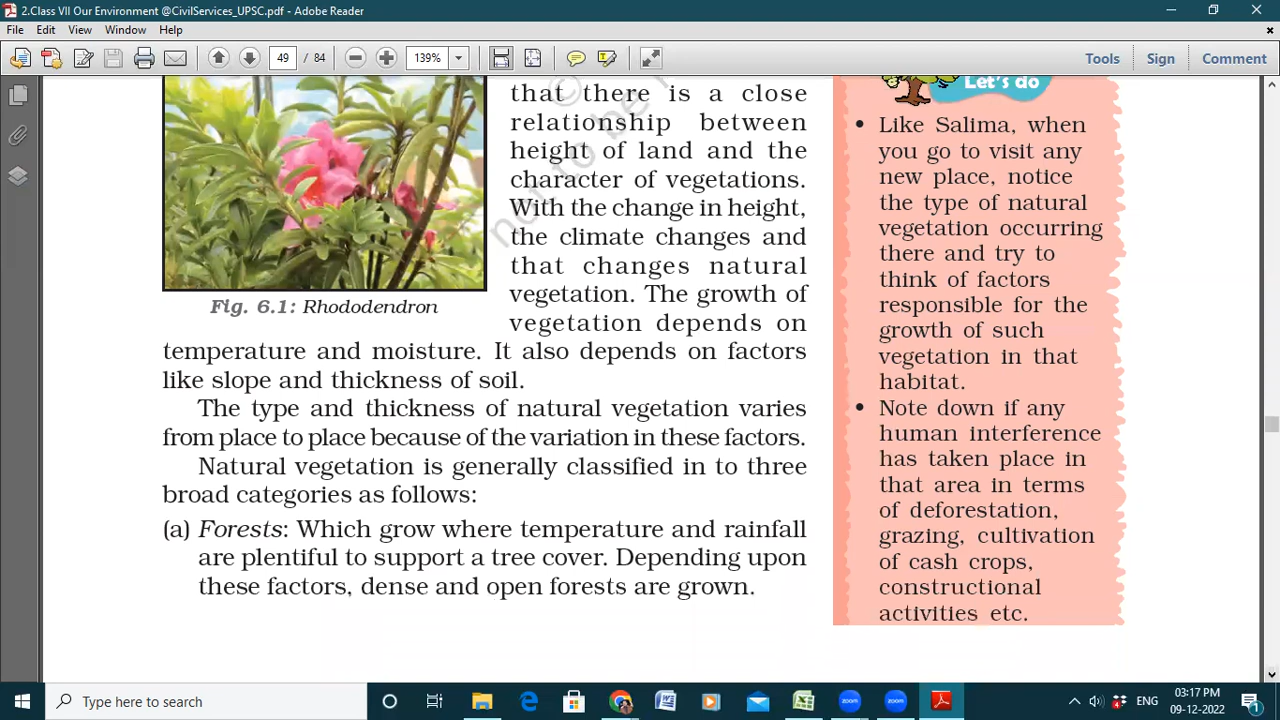 2.Class VII Our Environment @CivilServices_UPSC.pdf - Adobe Reader
File Edit View Window Help
49 / 84 139% Tools Sign Comment
that there is a close
relationship between
height of land and the
character of vegetations.
With the change in height,
the climate changes and
that changes natural
vegetation. The growth of
vegetation depends on
Fig. 6.1: Rhododendron
temperature and moisture. It also depends on factors
like slope and thickness of soil.
The type and thickness of natural vegetation varies
from place to place because of the variation in these factors.
Natural vegetation is generally classified in to three
broad categories as follows:
(a) Forests: Which grow where temperature and rainfall
are plentiful to support a tree cover. Depending upon
these factors, dense and open forests are grown.
Let's do
• Like Salima, when
you go to visit any
new place, notice
the type of natural
vegetation occurring
there and try to
think of factors
responsible for the
growth of such
vegetation in that
habitat.
• Note down if any
human interference
has taken place in
that area in terms
of deforestation,
grazing, cultivation
of cash crops,
constructional
activities etc.
© not to be
Type here to search
zoom zoom
ENG
03:17 PM
09-12-2022
1